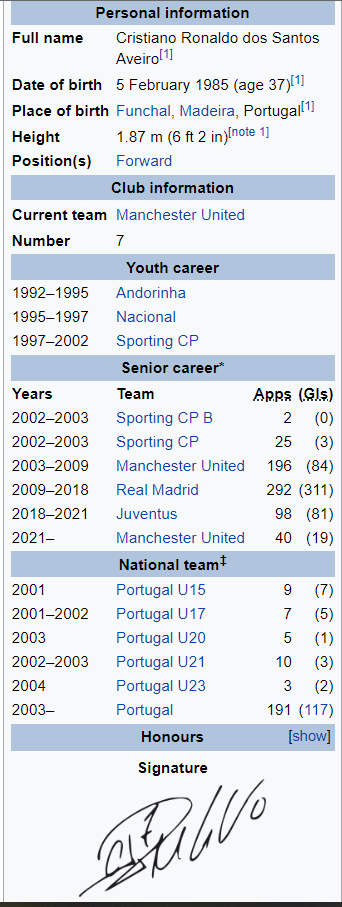 Personal information
Full name Cristiano Ronaldo dos Santos
Aveiro[1]
Date of birth 5 February 1985 (age 37)[1]
Place of birth Funchal, Madeira, Portugal[1]
Height 1.87 m (6 ft 2 in)[note 1]
Position(s) Forward
Club information
Current team Manchester United
Number 7
Youth career
1992–1995 Andorinha
1995–1997 Nacional
1997–2002 Sporting CP
Senior career*
Years Team Apps (Gls)
2002–2003 Sporting CP B 2 (0)
2002–2003 Sporting CP 25 (3)
2003–2009 Manchester United 196 (84)
2009–2018 Real Madrid 292 (311)
2018–2021 Juventus 98 (81)
2021– Manchester United 40 (19)
National team‡
2001 Portugal U15 9 (7)
2001–2002 Portugal U17 7 (5)
2003 Portugal U20 5 (1)
2002–2003 Portugal U21 10 (3)
2004 Portugal U23 3 (2)
2003– Portugal 191 (117)
Honours [show]
Signature